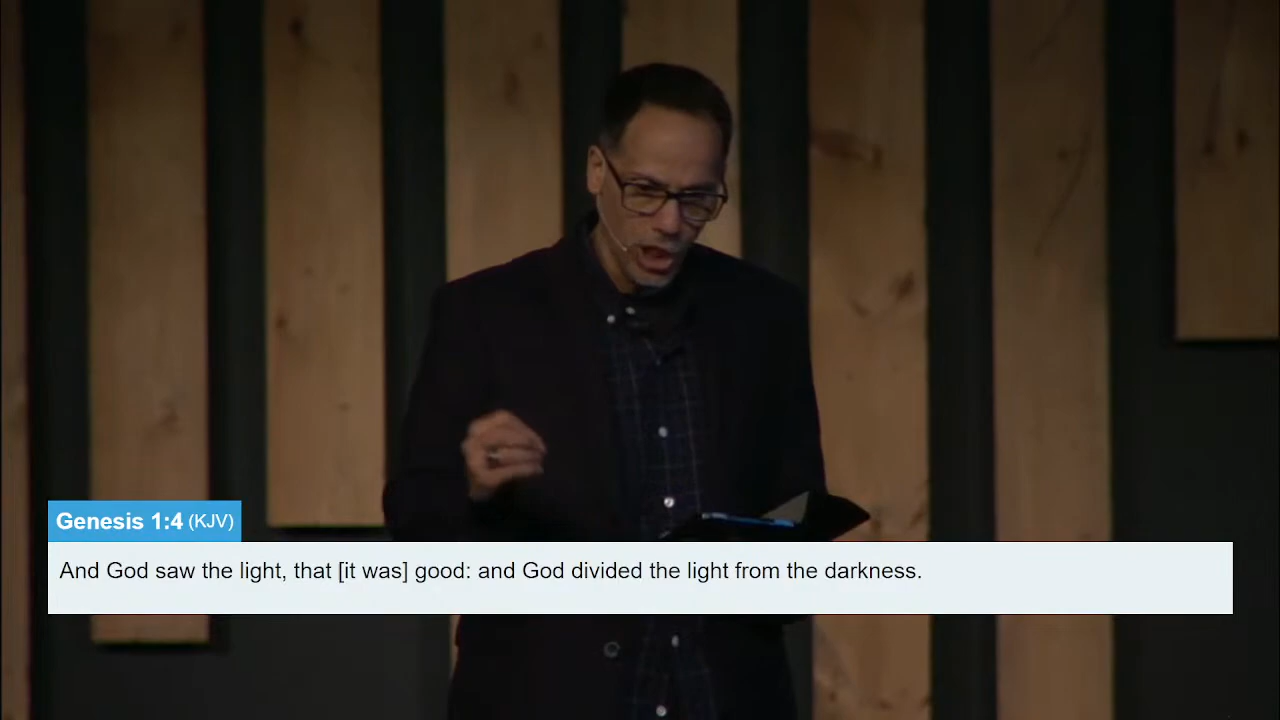 Genesis 1:4 (KJV)
And God saw the light, that [it was] good: and God divided the light from the darkness.